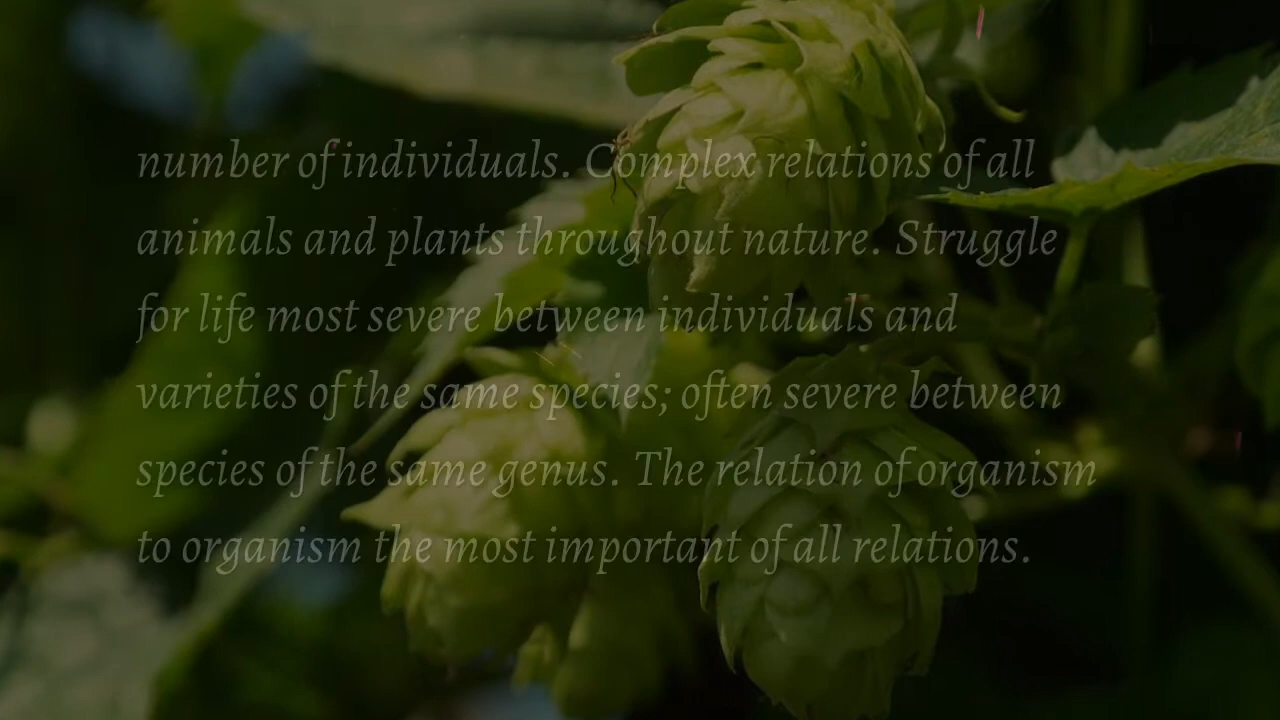 number of individuals. Complex relations of all
animals and plants throughout nature. Struggle
for life most severe between individuals and
varieties of the same species; often severe between
species of the same genus. The relation of organism
to organism the most important of all relations.